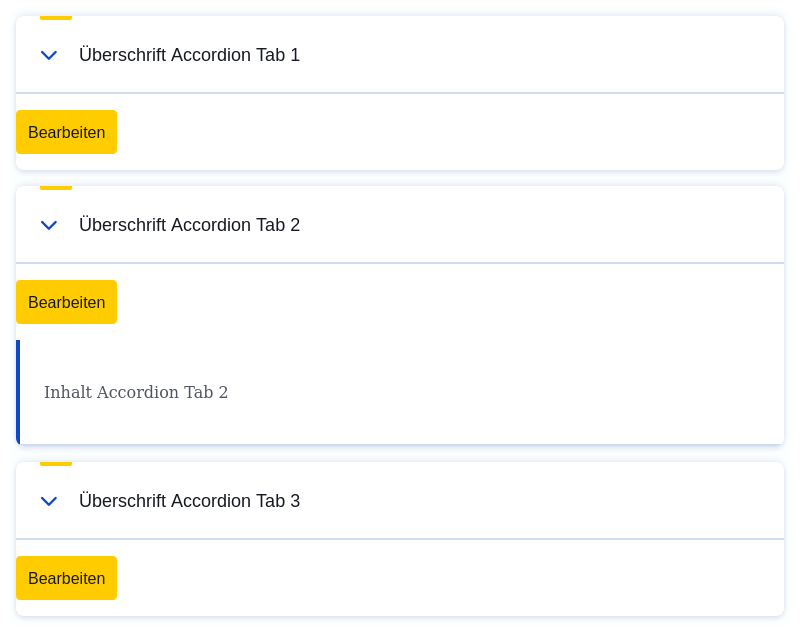 Überschrift Accordion Tab 1
Bearbeiten
Überschrift Accordion Tab 2
Bearbeiten
Inhalt Accordion Tab 2
Überschrift Accordion Tab 3
Bearbeiten